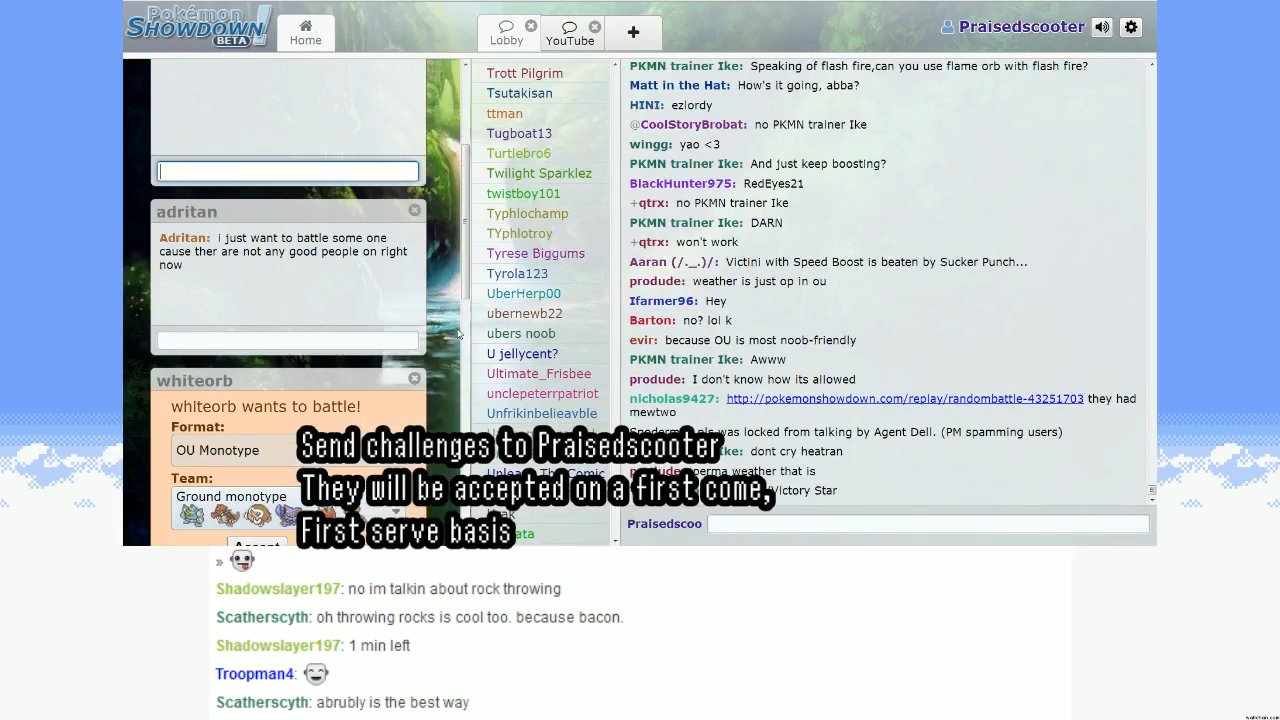 Pokémon
SHOWDOWN!
BETA
Home
Lobby
YouTube
Praisedscooter
adritan
Adritan: i just want to battle some one
cause ther are not any good people on right
now
whiteorb
whIteorb wants to battle!
Format:
OU Monotype
Team:
Ground monotype
Accept
Trott Pilgrim
Tsutakisan
ttman
Tugboat13
Turtlebro6
Twilight Sparklez
twistboy101
Typhlochamp
TYphlotroy
Tyrese Biggums
Tyrola123
UberHerp00
ubernewb22
ubers noob
U jellycent?
Ultimate_Frisbee
unclepeterrpatriot
Unfrikinbelieavble
PKMN trainer Ike: Speaking of flash fire,can you use flame orb with flash fire?
Matt in the Hat: How's it going, abba?
HINI: ezlordy
@CoolStoryBrobat: no PKMN trainer Ike
wingg: yao <3
PKMN trainer Ike: And just keep boosting?
BlackHunter975: RedEyes21
+qtrx: no PKMN trainer Ike
PKMN trainer Ike: DARN
+qtrx: won't work
Aaran (/._.)/: Victini with Speed Boost is beaten by Sucker Punch...
produde: weather is just op in ou
Ifarmer96: Hey
Barton: no? lol k
evir: because OU is most noob-friendly
PKMN trainer Ike: Awww
produde: I don't know how its allowed
nicholas9427: http://pokemonshowdown.com/replay/randombattle-43251703 they had
mewtwo
was locked from talking by Agent Dell. (PM spamming users)
Ike: dont cry heatran
perma weather that is
Victory Star
Praisedscoo
Send challenges to Praisedscooter
They will be accepted on a first come,
First serve basis
»
Shadowslayer197: no im talkin about rock throwing
Scatherscyth: oh throwing rocks is cool too. because bacon.
Shadowslayer197: 1 min left
Troopman4:
Scatherscyth: abrubly is the best way
wallchan.com